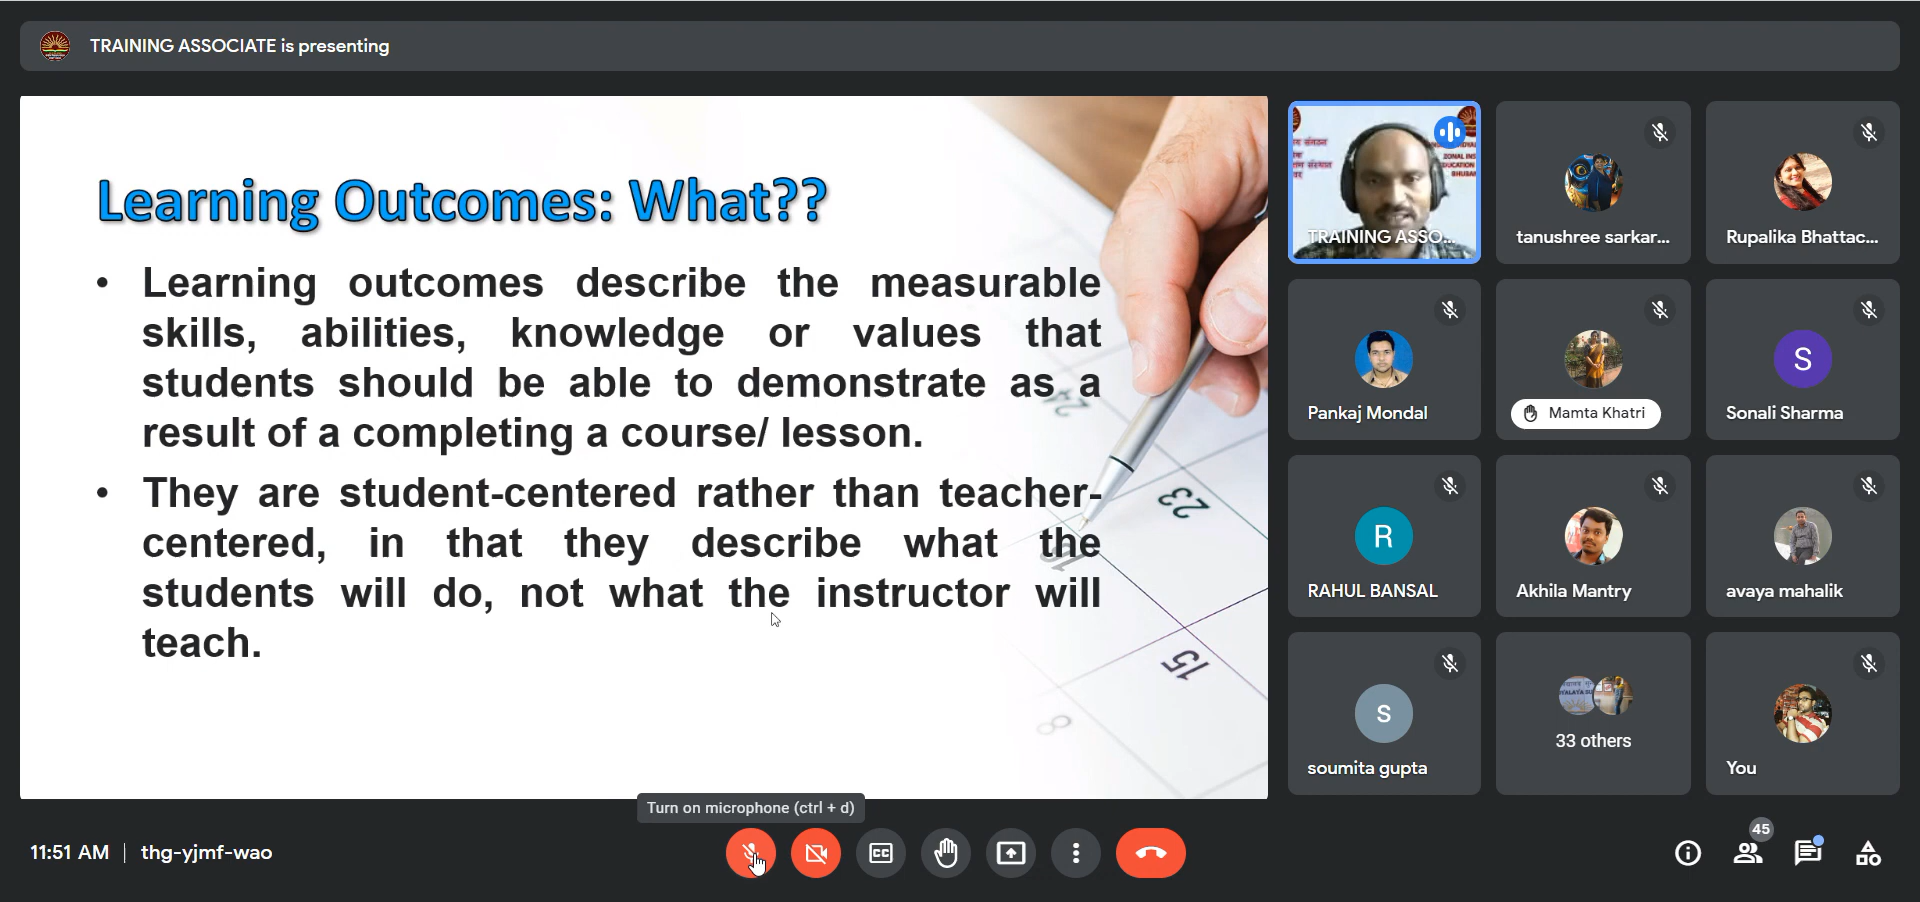 TRAINING ASSOCIATE is presenting
Learning Outcomes: What??
• Learning outcomes describe the measurable
skills, abilities, knowledge or values that
students should be able to demonstrate as a
result of a completing a course/ lesson.
• They are student-centered rather than teacher-
centered, in that they describe what the
students will do, not what the instructor will
teach.
24
23
16
15
8
TRAINING ASSO...
tanushree sarkar...
Rupalika Bhattac...
Pankaj Mondal
Mamta Khatri
S
Sonali Sharma
R
RAHUL BANSAL
Akhila Mantry
avaya mahalik
S
soumita gupta
33 others
You
Turn on microphone (ctrl + d)
11:51 AM | thg-yjmf-wao
CC
45